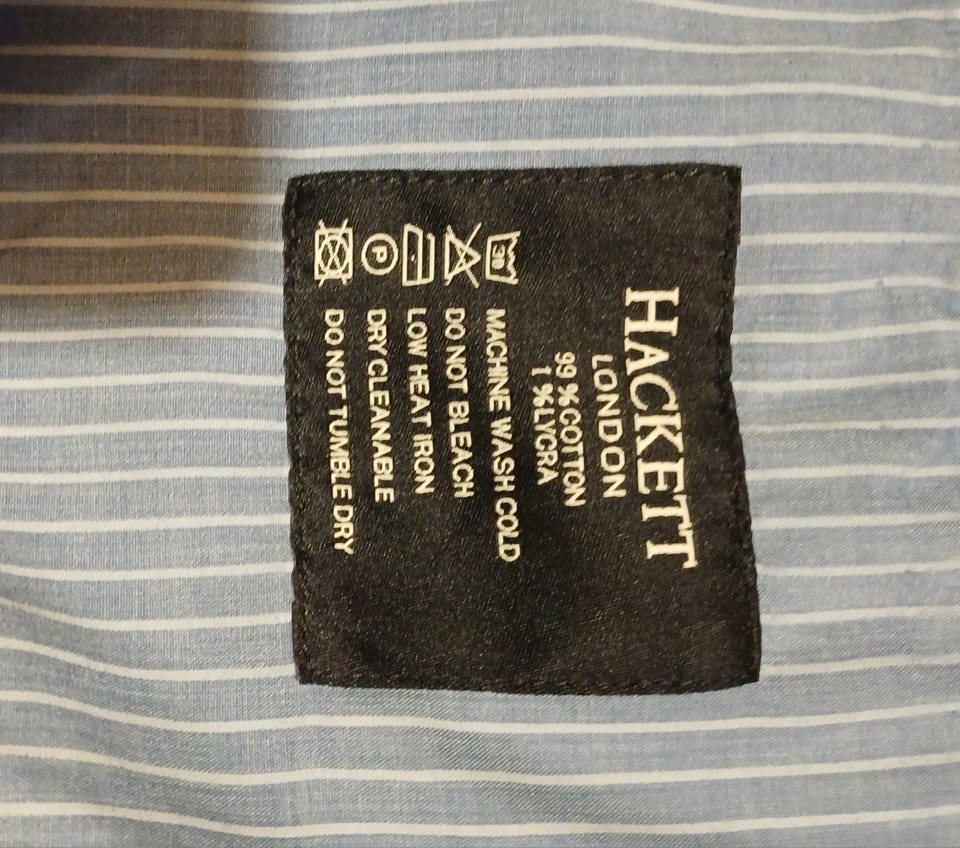 HACKETT
LONDON
99 % COTTON
1 % LYCRA
30 MACHINE WASH COLD
DO NOT BLEACH
LOW HEAT IRON
P DRY CLEANABLE
DO NOT TUMBLE DRY